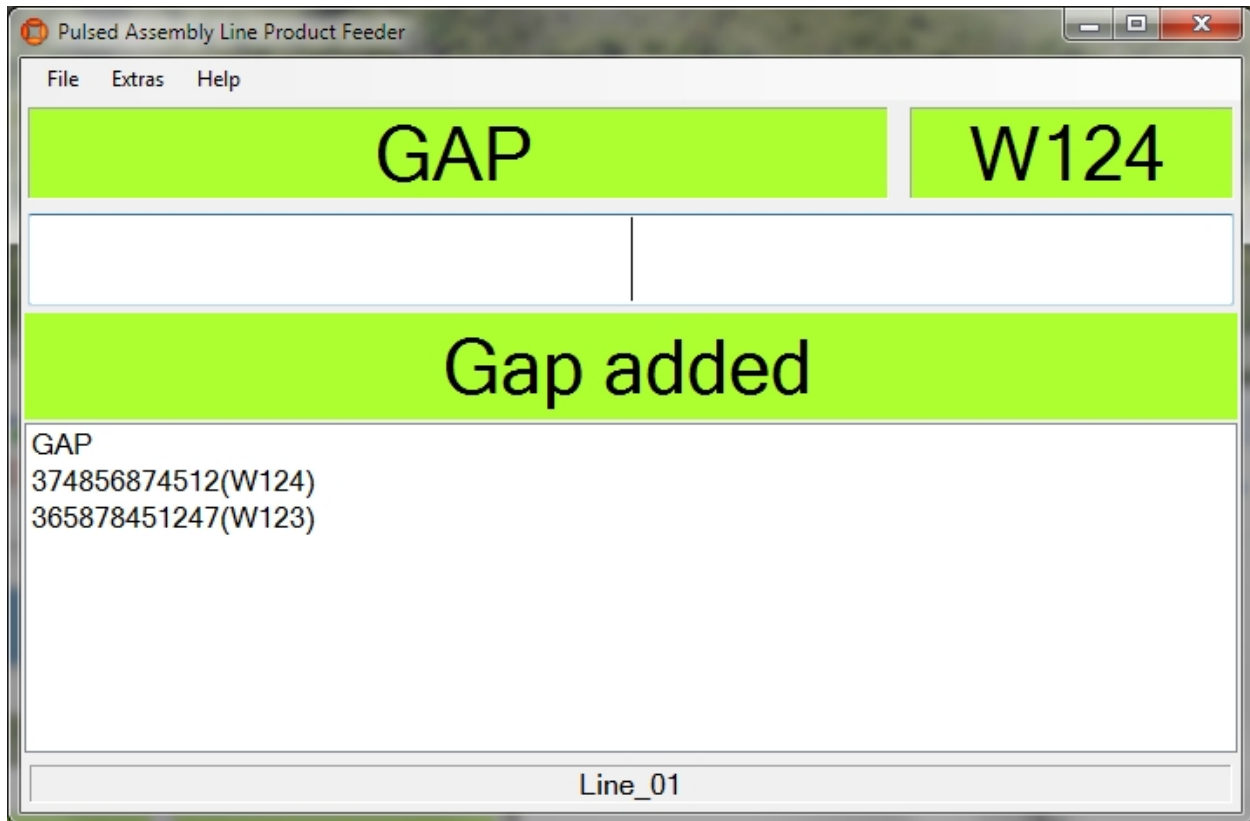 Pulsed Assembly Line Product Feeder
File Extras Help
GAP W124
Gap added
GAP
374856874512(W124)
365878451247(W123)
Line_01